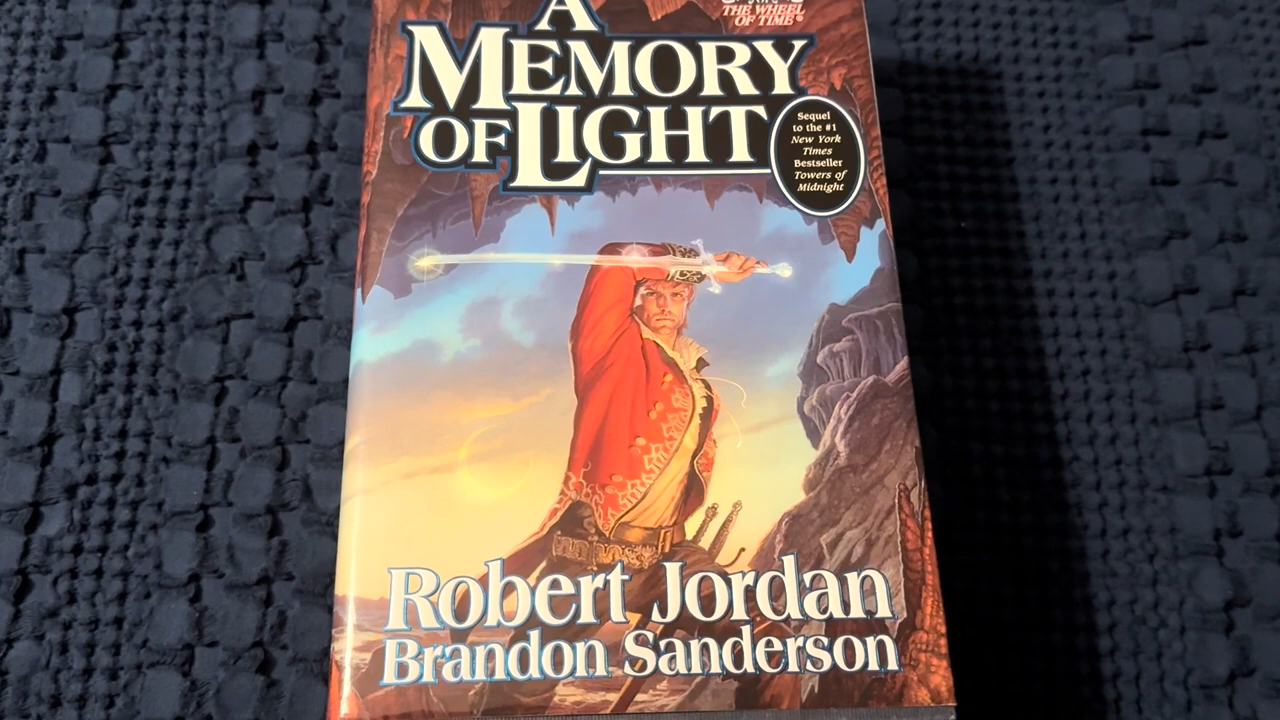 THE WHEEL
OF TIME®
A
MEMORY
OF LIGHT
Sequel
to the #1
New York
Times
Bestseller
Towers of
Midnight
Robert Jordan
Brandon Sanderson